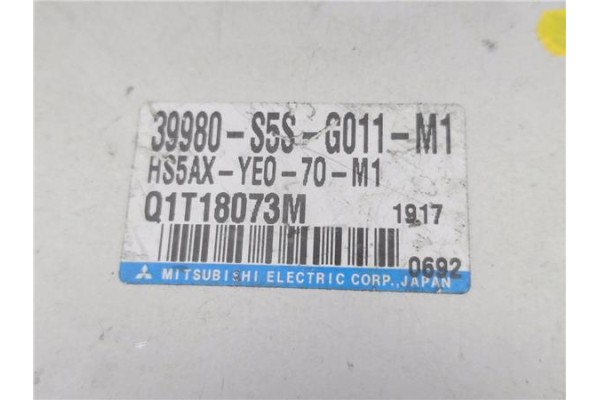 39980-S5S-G011-M1
HS5AX-YE0-70-M1
Q1T18073M 1917
0692
MITSUBISHI ELECTRIC CORP.,JAPAN